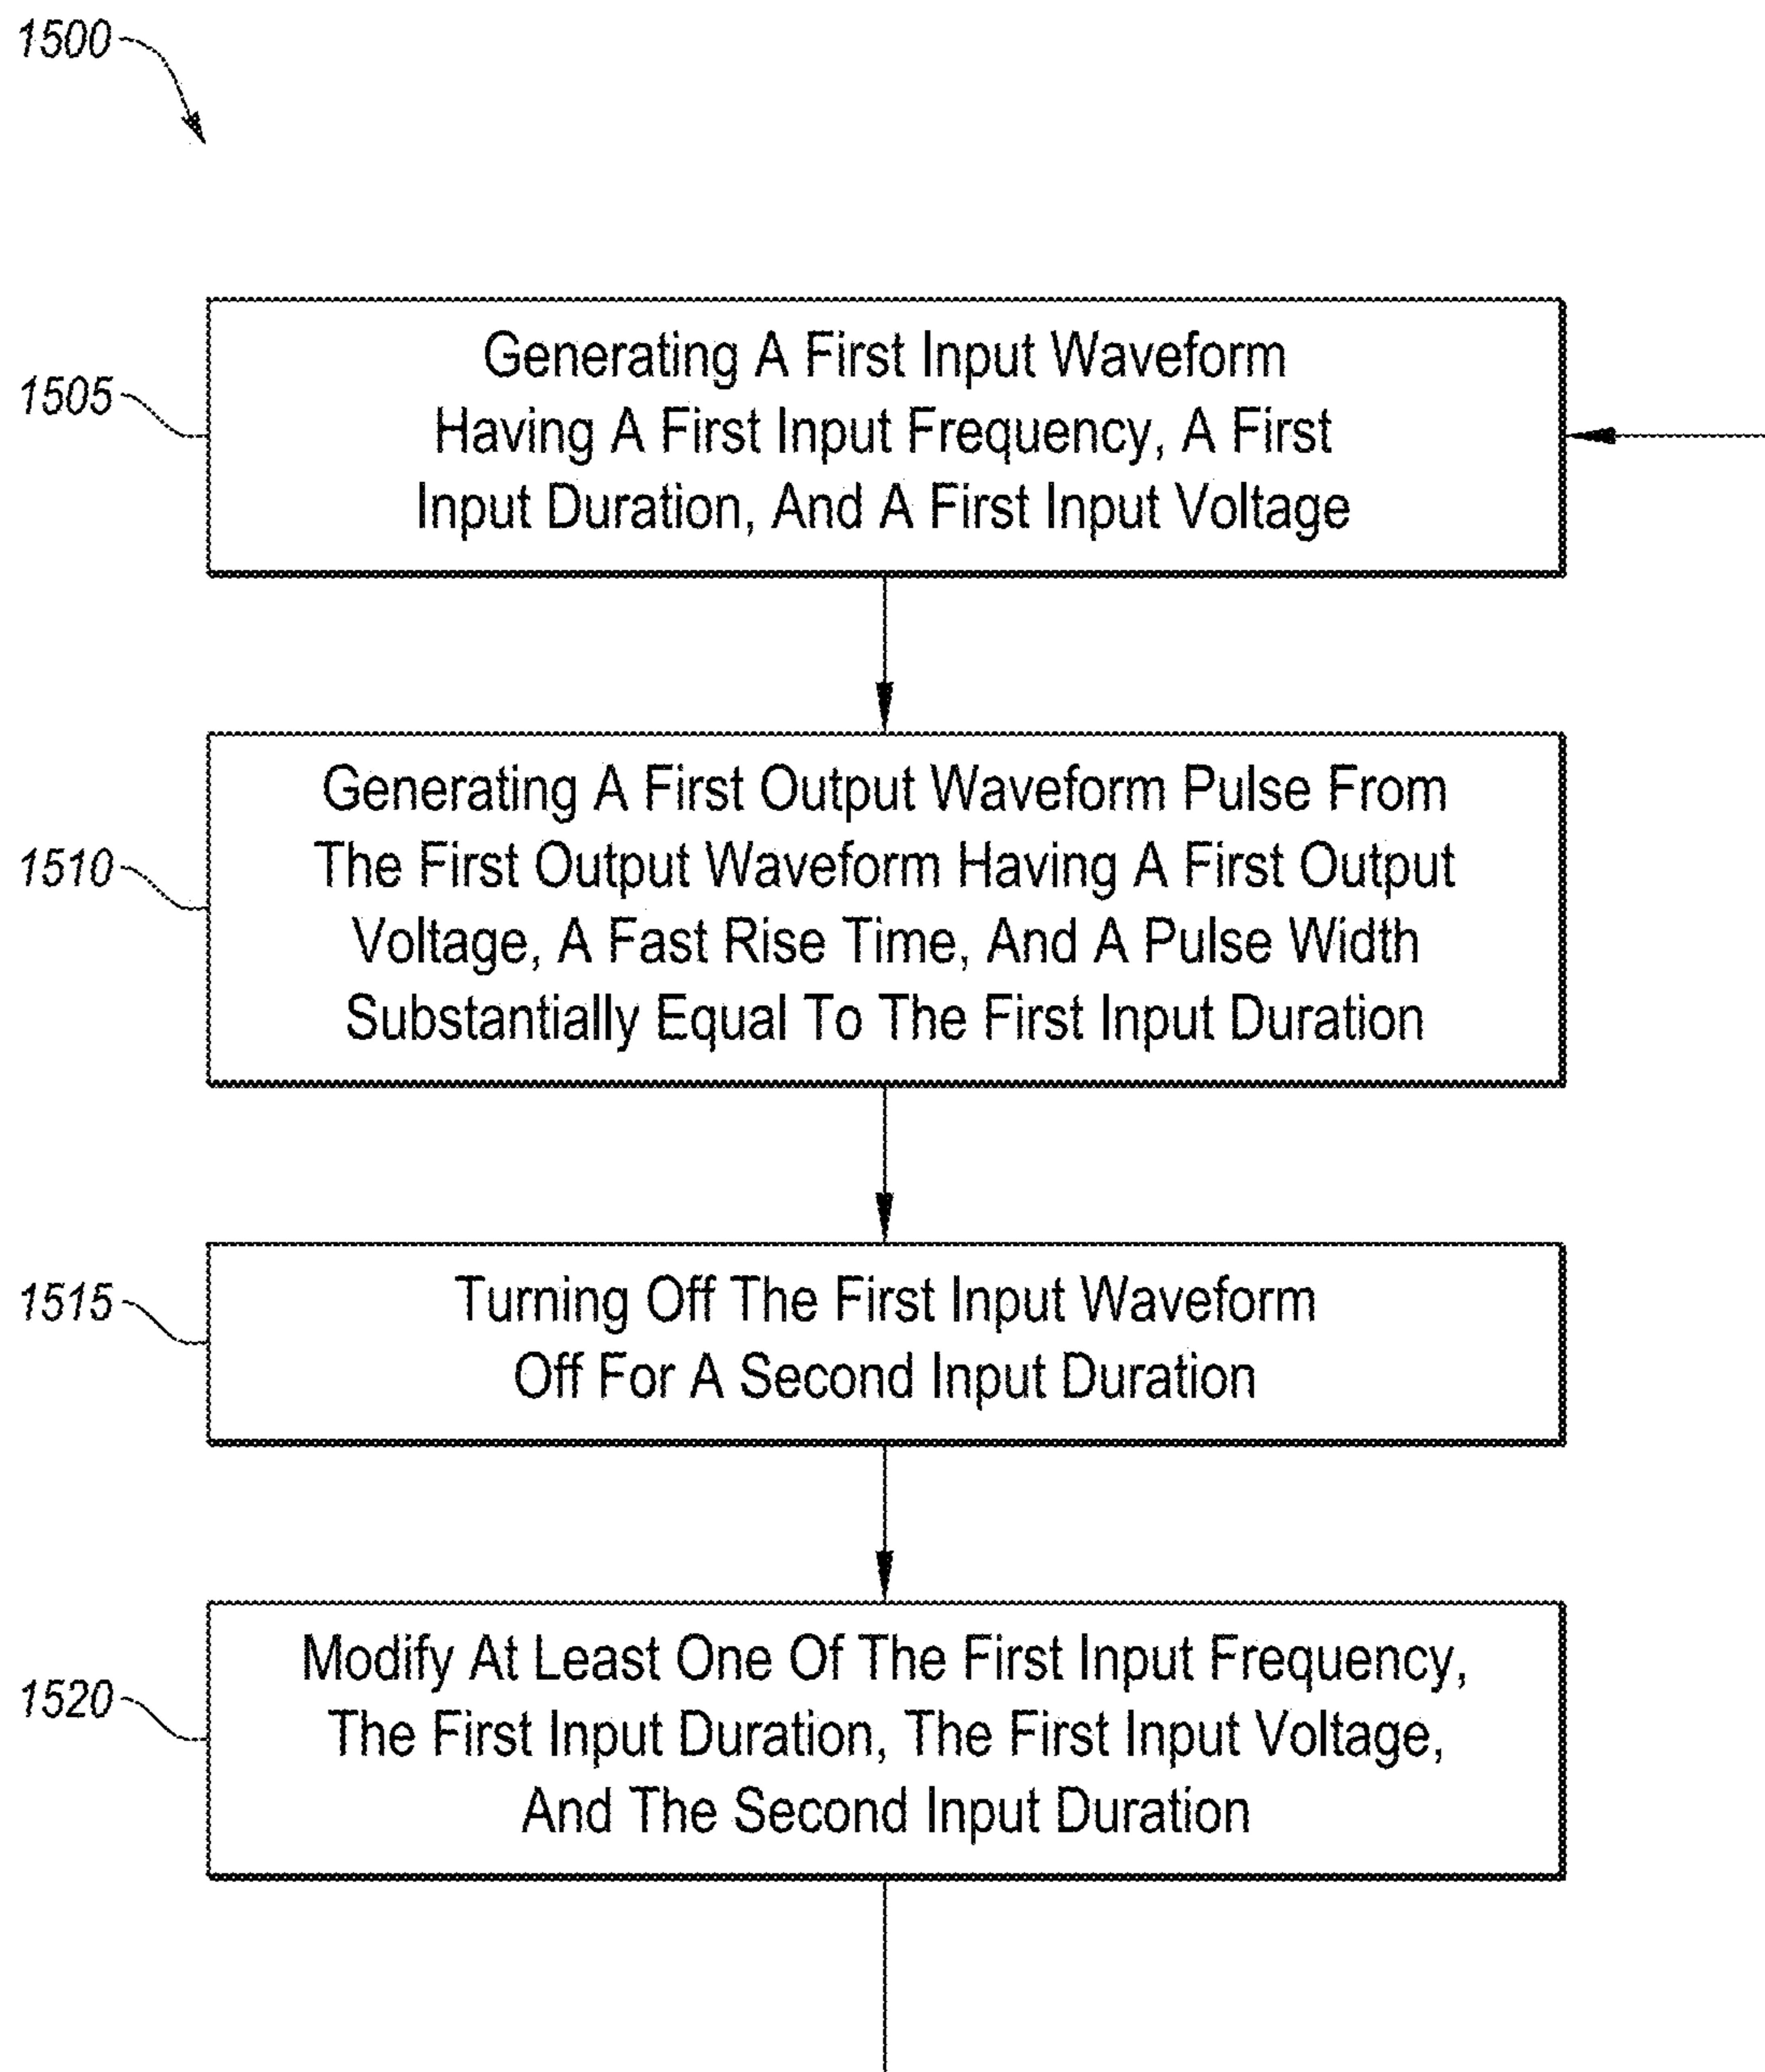 1500
1505
Generating A First Input Waveform
Having A First Input Frequency, A First
Input Duration, And A First Input Voltage
1510
Generating A First Output Waveform Pulse From
The First Output Waveform Having A First Output
Voltage, A Fast Rise Time, And A Pulse Width
Substantially Equal To The First Input Duration
1515
Turning Off The First Input Waveform
Off For A Second Input Duration
1520
Modify At Least One Of The First Input Frequency,
The First Input Duration, The First Input Voltage,
And The Second Input Duration